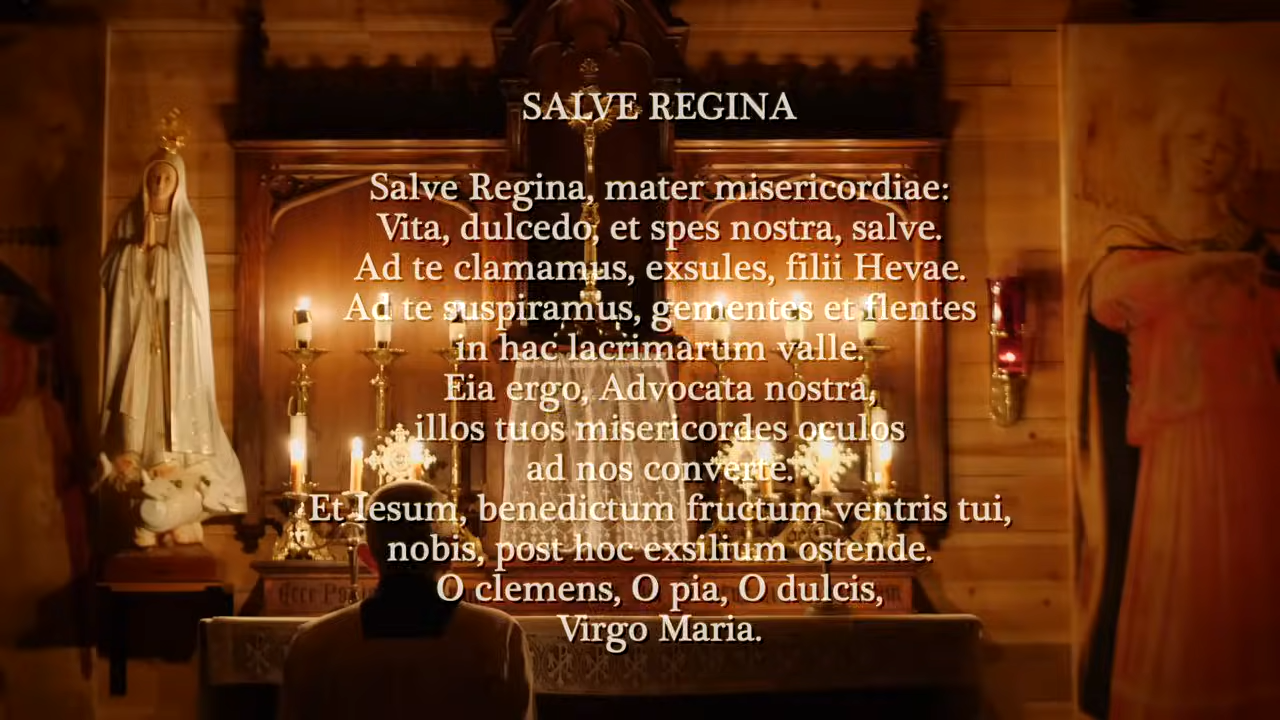 SALVE REGINA
Salve Regina, mater misericordiae:
Vita, dulcedo, et spes nostra, salve.
Ad te clamamus, exsules, filii Hevae.
Ad te suspiramus, gementes et flentes
in hac lacrimarum valle.
Eia ergo, Advocata nostra,
illos tuos misericordes oculos
ad nos converte.
Et Iesum, benedictum fructum ventris tui,
nobis, post hoc exsilium ostende.
O clemens, O pia, O dulcis,
Virgo Maria.